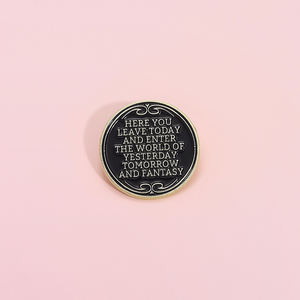 HERE YOU
LEAVE TODAY
AND ENTER
THE WORLD OF
YESTERDAY
TOMORROW
AND FANTASY